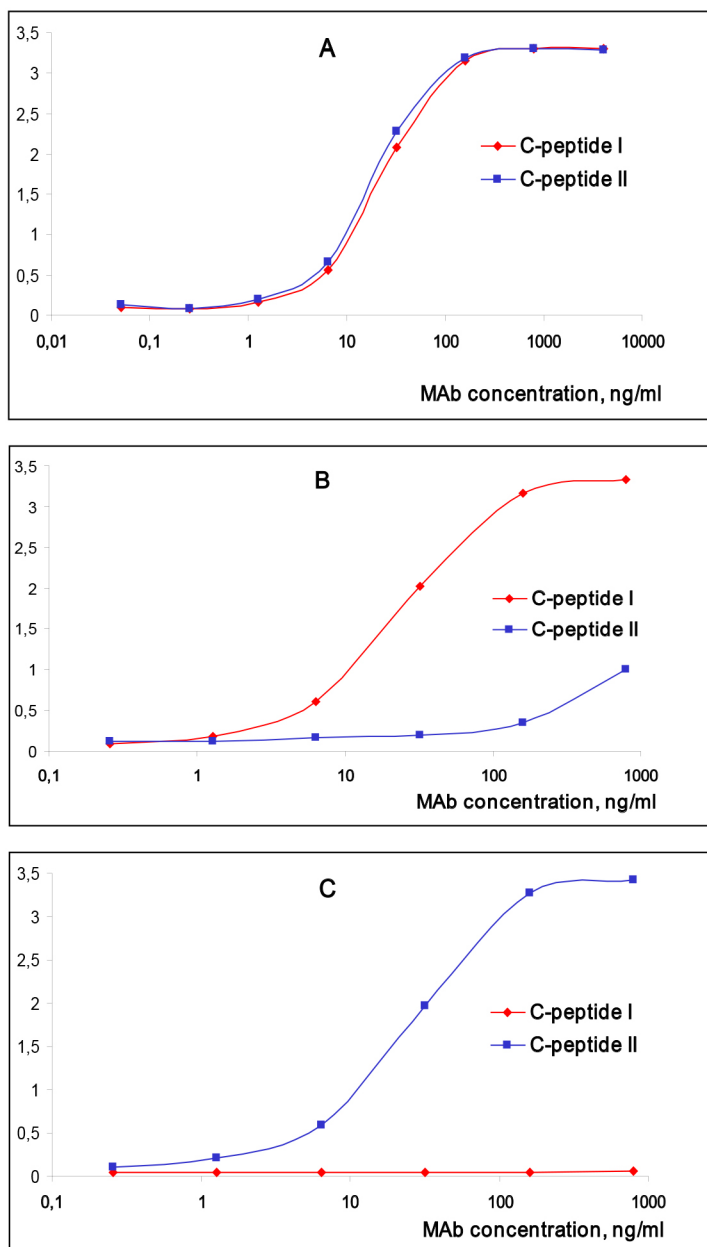 A
3,5
3
2,5
2
1,5
1
0,5
0
C-peptide I
C-peptide II
0,01 0,1 1 10 100 1000 10000
MAb concentration, ng/ml
B
3,5
3
2,5
2
1,5
1
0,5
0
C-peptide I
C-peptide II
0,1 1 10 100 1000
MAb concentration, ng/ml
C
3,5
3
2,5
2
1,5
1
0,5
0
C-peptide I
C-peptide II
0,1 1 10 100 1000
MAb concentration, ng/ml